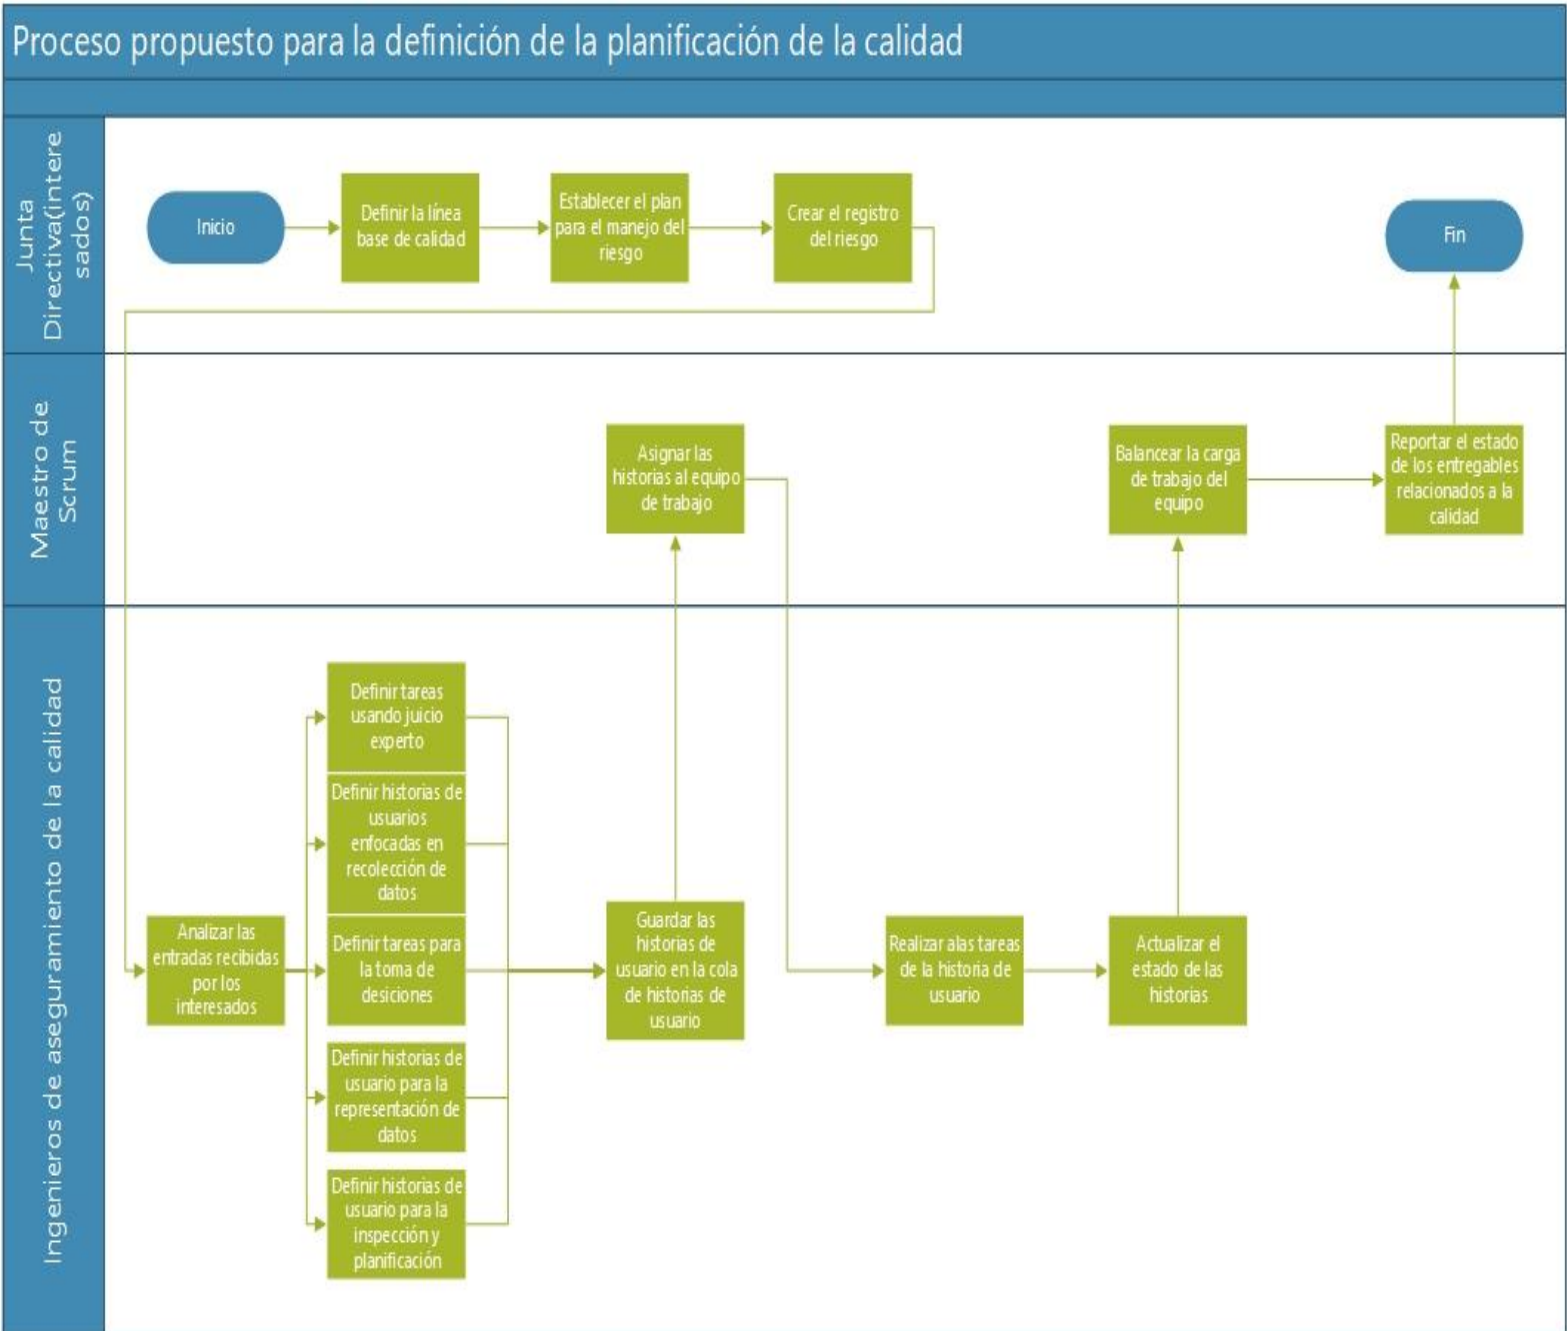 Proceso propuesto para la definición de la planificación de la calidad
Junta
Directiva(intere
sados)
Inicio
Definir la línea
base de calidad
Establecer el plan
para el manejo del
riesgo
Crear el registro
del riesgo
Fin
Maestro de
Scrum
Asignar las
historias al equipo
de trabajo
Balancear la carga
de trabajo del
equipo
Reportar el estado
de los entregables
relacionados a la
calidad
Ingenieros de aseguramiento de la calidad
Analizar las
entradas recibidas
por los
interesados
Definir tareas
usando juicio
experto
Definir historias de
usuarios
enfocadas en
recolección de
datos
Definir tareas para
la toma de
desiciones
Definir historias de
usuario para la
representación de
datos
Definir historias de
usuario para la
inspección y
planificación
Guardar las
historias de
usuario en la cola
de historias de
usuario
Realizar alas tareas
de la historia de
usuario
Actualizar el
estado de las
historias